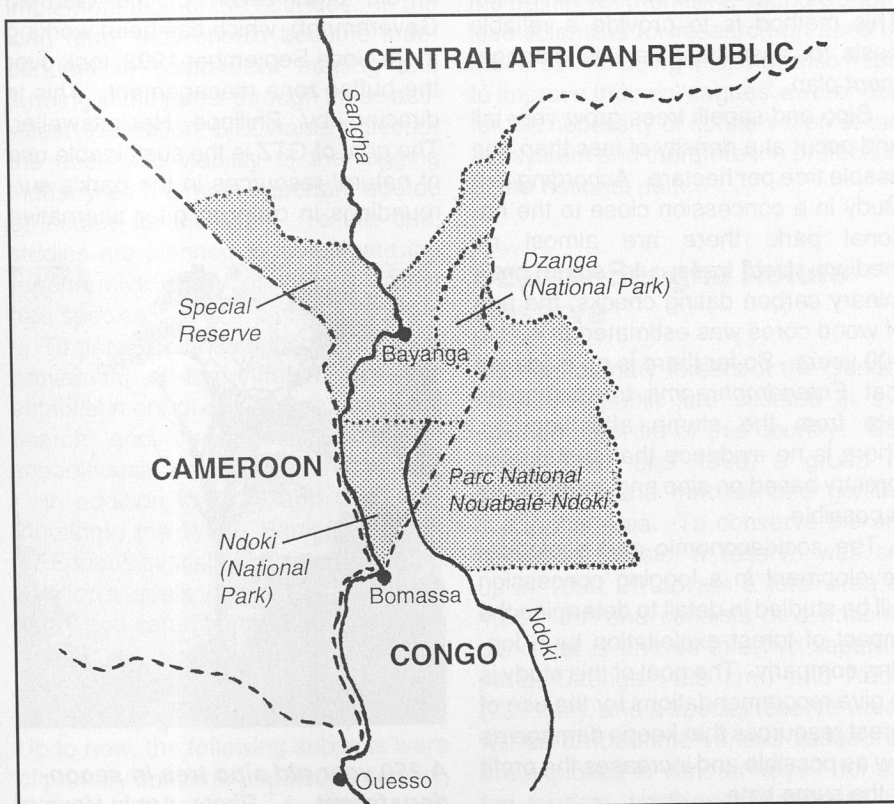 CENTRAL AFRICAN REPUBLIC
Sangha
Dzanga
(National Park)
Special
Reserve
Bayanga
CAMEROON
Parc National
Nouabalé-Ndoki
Ndoki
(National
Park)
Bomassa
Ndoki
CONGO
Ouesso